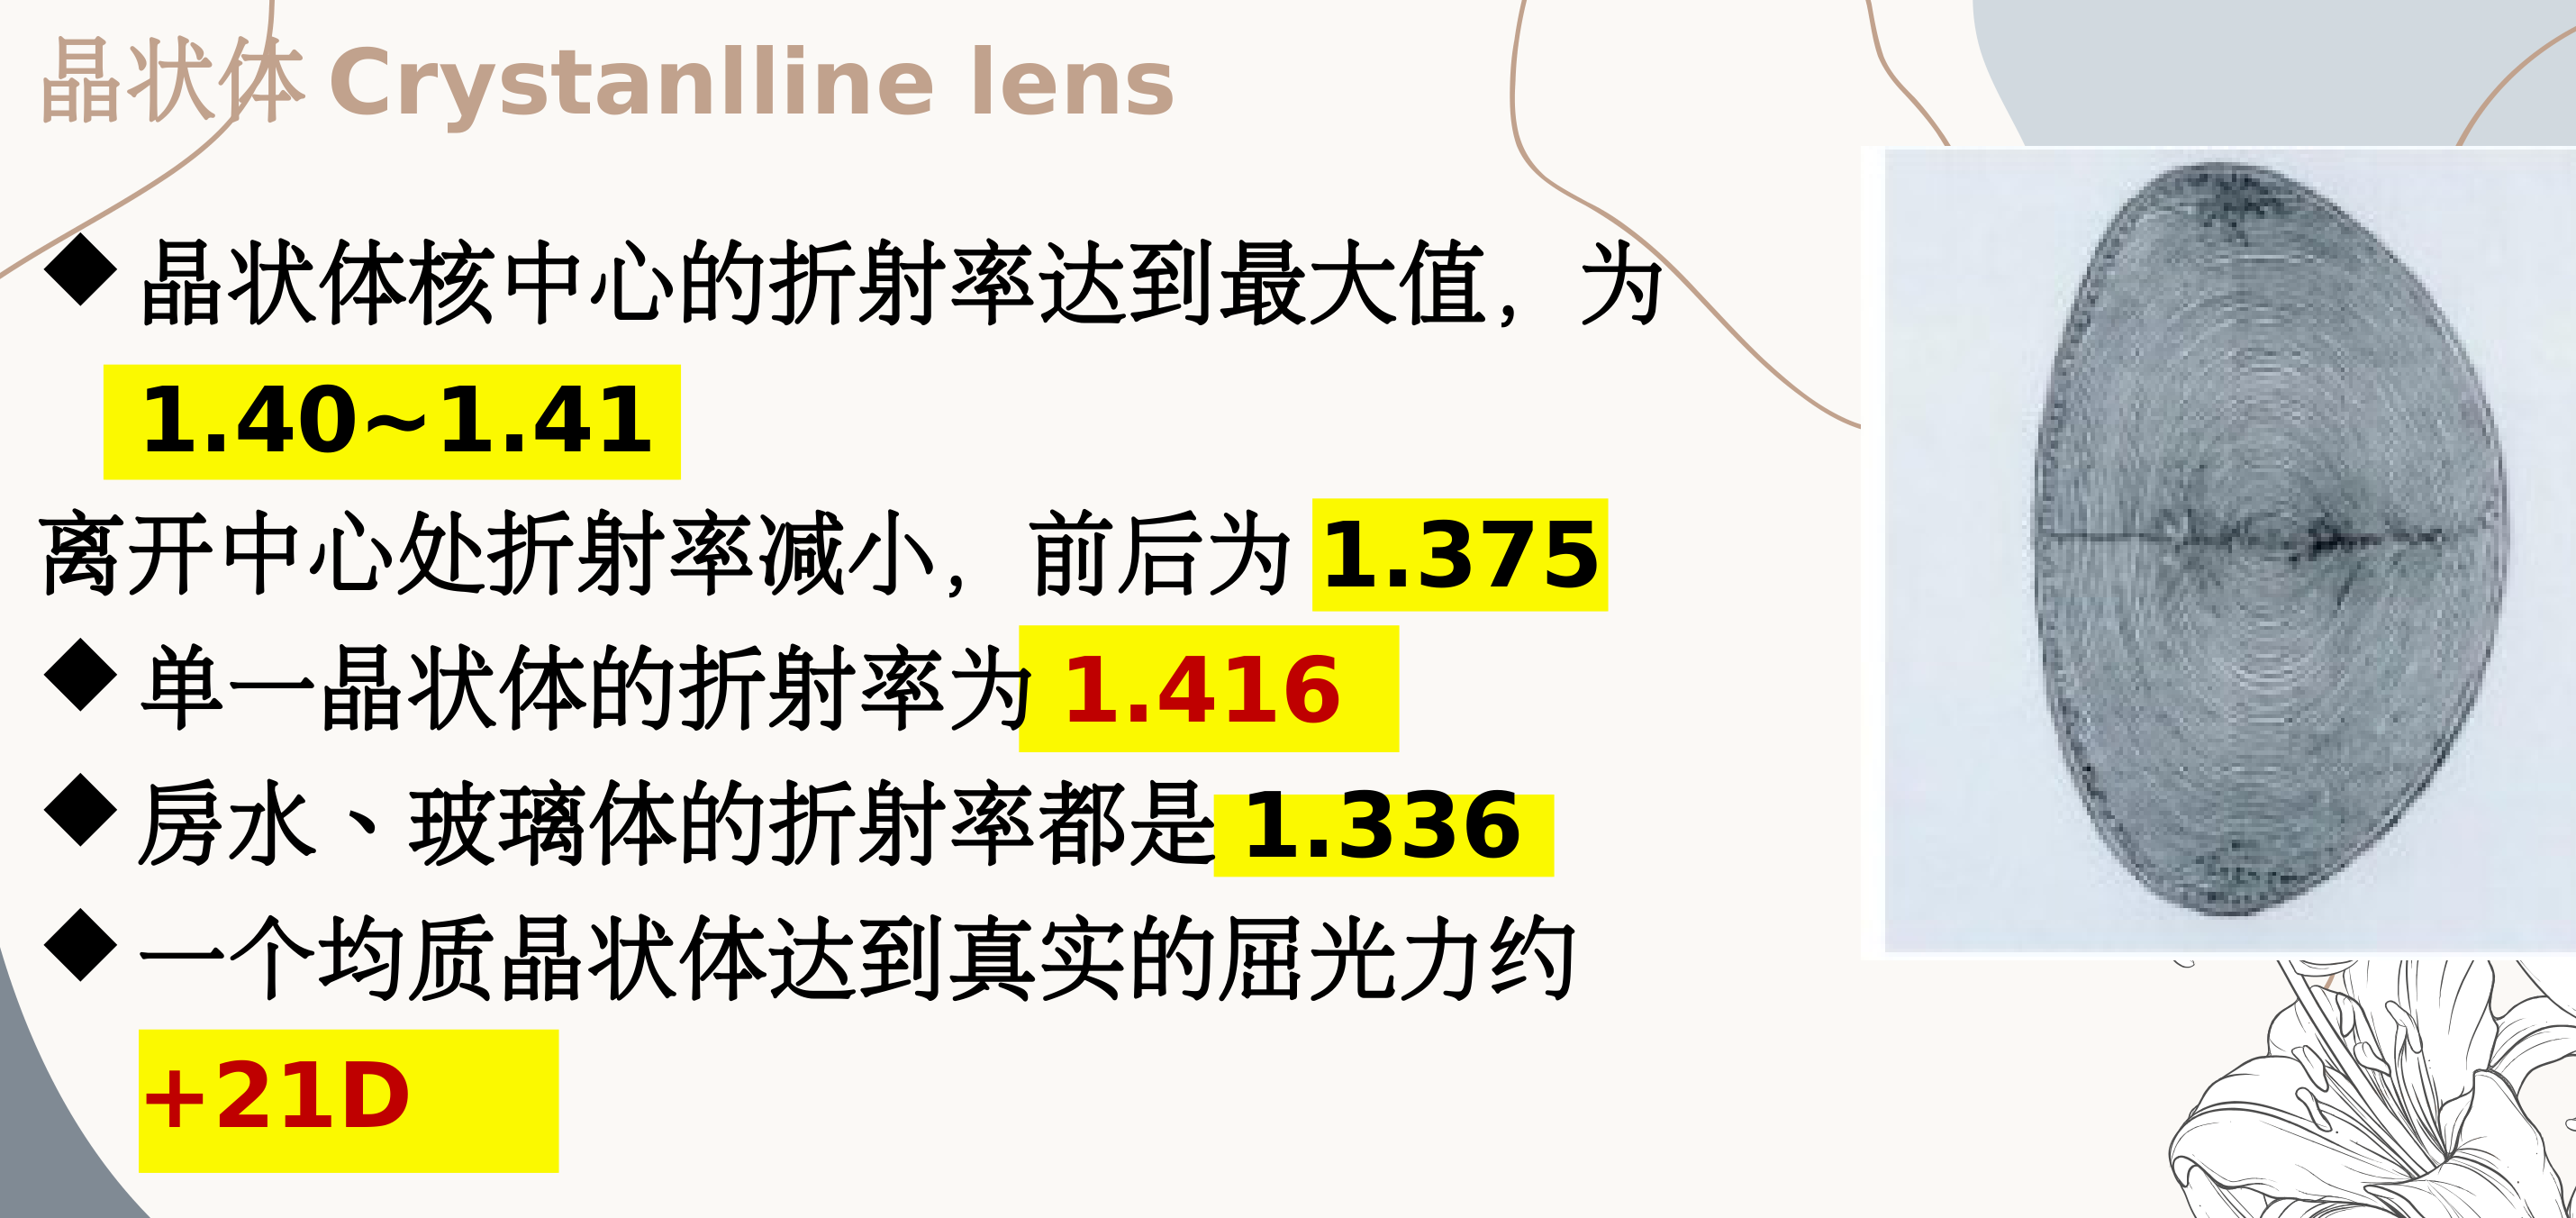 晶状体 Crystanlline lens
◆ 晶状体核中心的折射率达到最大值，为
1.40~1.41
离开中心处折射率减小，前后为 1.375
◆ 单一晶状体的折射率为 1.416
◆ 房水、玻璃体的折射率都是 1.336
◆ 一个均质晶状体达到真实的屈光力约
+21D